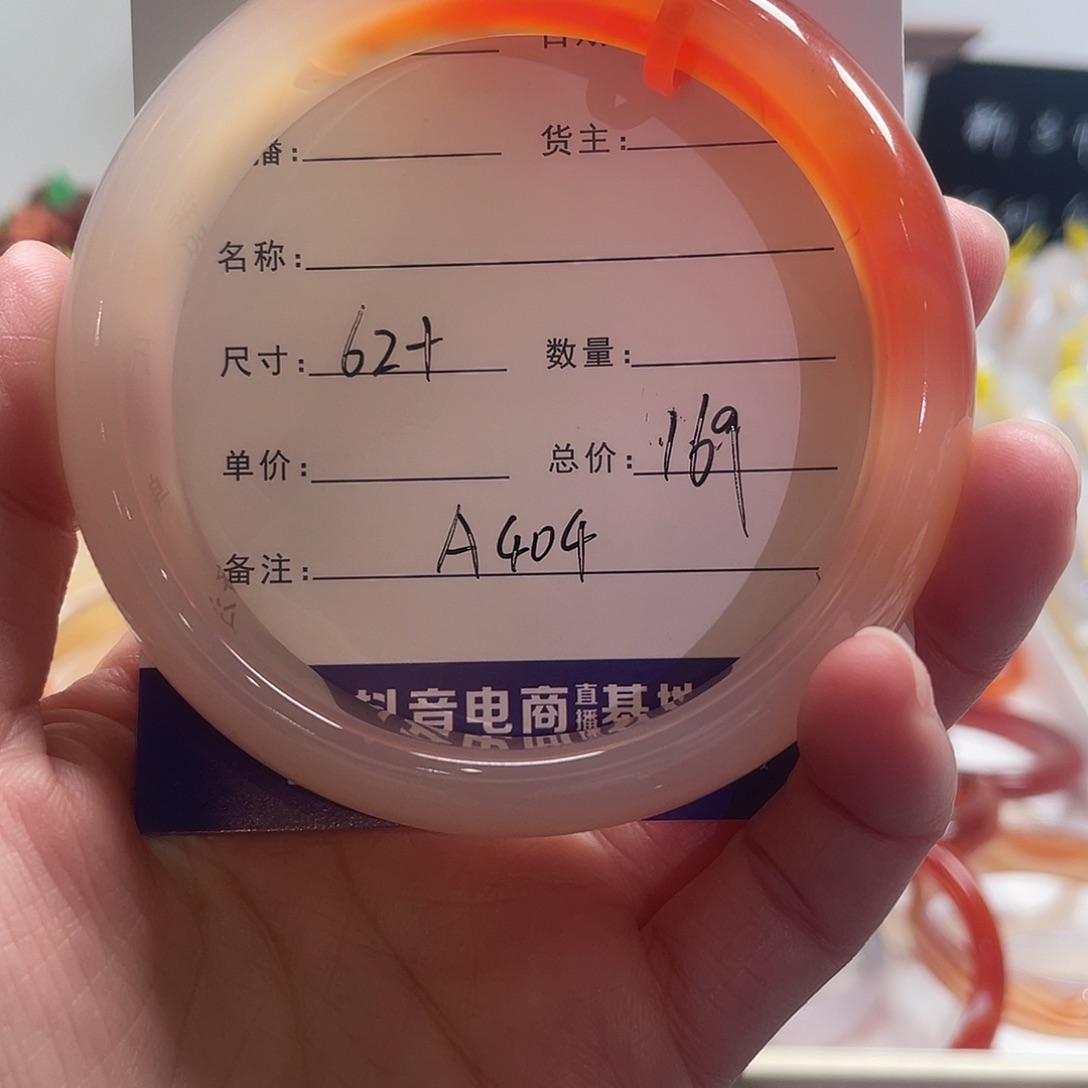 播: 货主:
名称:
尺寸: 62+ 数量:
单价: 总价: 169
备注: A404
抖音电商直播基地